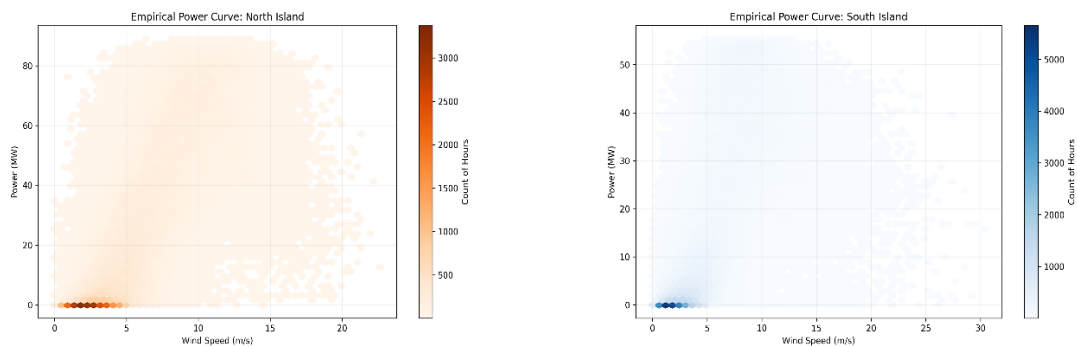 Empirical Power Curve: North Island
Power (MW)
80
60
40
20
0
0 5 10 15 20
Wind Speed (m/s)
3000
2500
2000
1500
1000
500
Count of Hours
Empirical Power Curve: South Island
Power (MW)
50
40
30
20
10
0
0 5 10 15 20 25 30
Wind Speed (m/s)
5000
4000
3000
2000
1000
Count of Hours